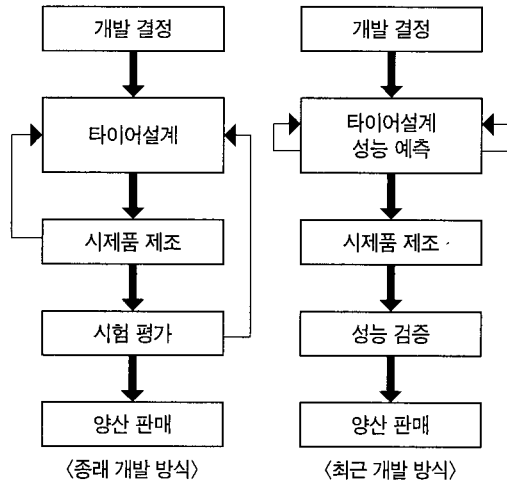 개발 결정
타이어설계
시제품 제조
시험 평가
양산 판매
〈종래 개발 방식〉
개발 결정
타이어설계
성능 예측
시제품 제조
성능 검증
양산 판매
〈최근 개발 방식〉